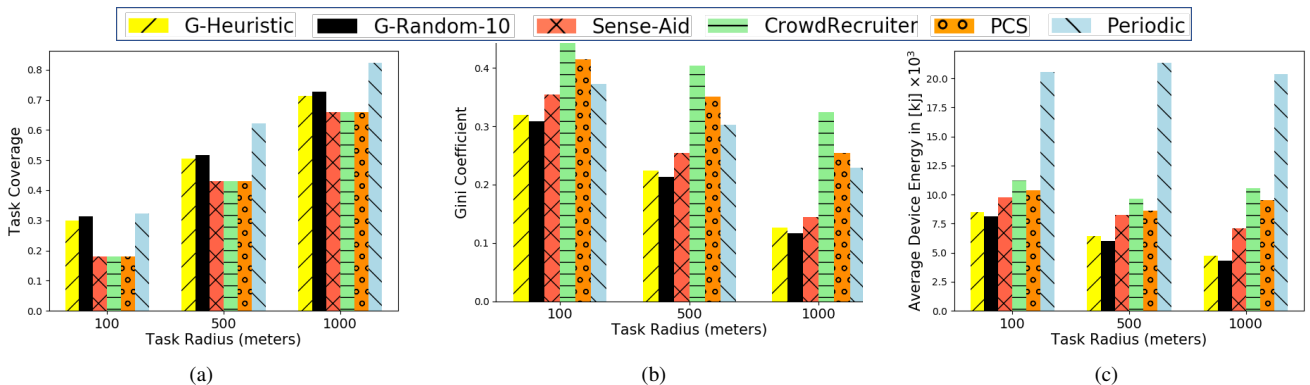 G-Heuristic G-Random-10 Sense-Aid CrowdRecruiter PCS Periodic
Task Coverage
0.8
0.7
0.6
0.5
0.4
0.3
0.2
0.1
0.0
100 500 1000
Task Radius (meters)
(a)
Gini Coefficient
0.4
0.3
0.2
0.1
0.0
100 500 1000
Task Radius (meters)
(b)
Average Device Energy in [kj] ×10³
20.0
17.5
15.0
12.5
10.0
7.5
5.0
2.5
0.0
100 500 1000
Task Radius (meters)
(c)